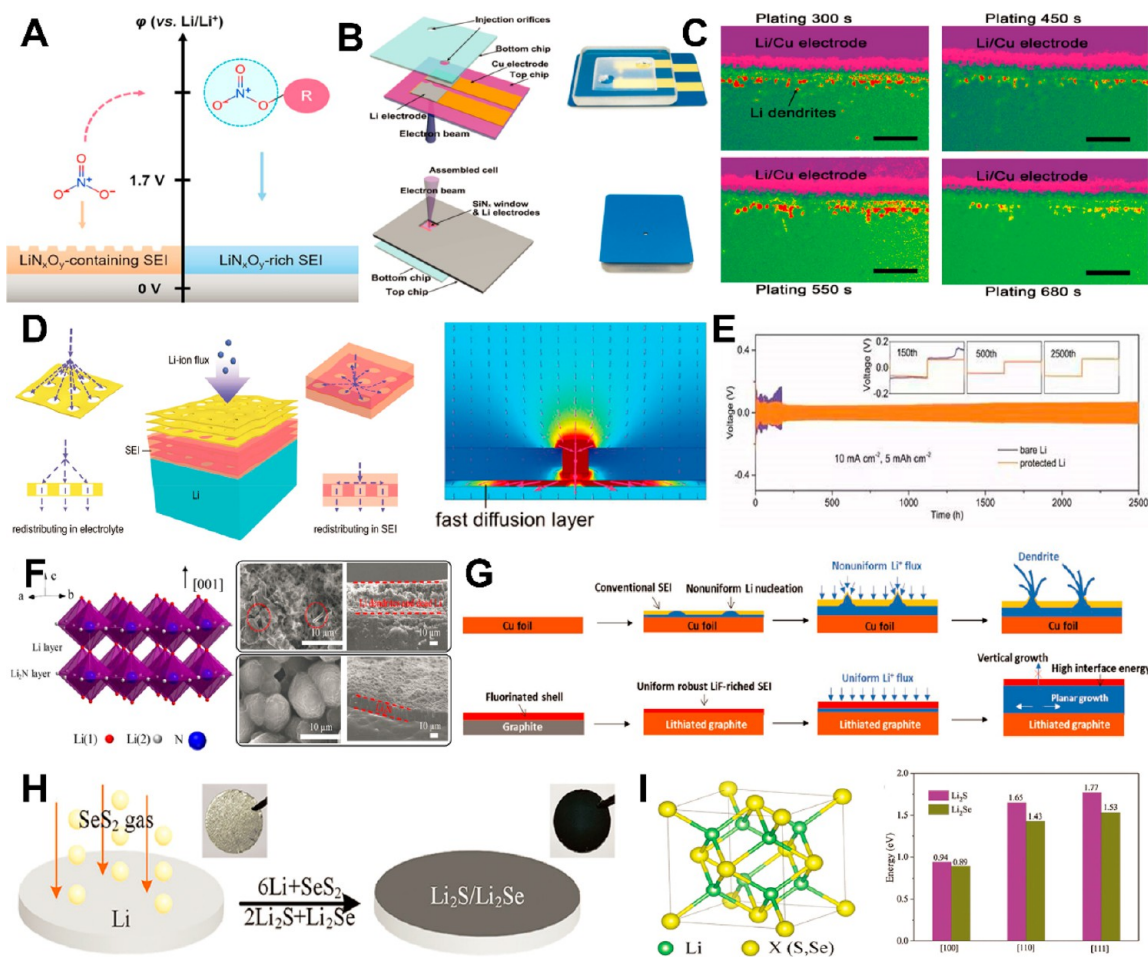 A
φ (vs. Li/Li⁺)
O
N⁺
O⁻
O
R
O
N⁺
O
O⁻
1.7 V
LiNₓOᵧ-containing SEI
LiNₓOᵧ-rich SEI
0 V
B
Injection orifices
Bottom chip
Cu electrode
Top chip
Li electrode
Electron beam
Assembled cell
Electron beam
SiNₓ window
& Li electrodes
Bottom chip
Top chip
C
Plating 300 s
Plating 450 s
Li/Cu electrode
Li/Cu electrode
Li dendrites
Li/Cu electrode
Li/Cu electrode
Plating 550 s
Plating 680 s
D
Li-ion flux
SEI
Li
redistributing in electrolyte
redistributing in SEI
fast diffusion layer
E
Voltage (V)
0.4
0.0
-0.4
Voltage (V)
0.2
0.0
-0.2
150th
500th
2500th
bare Li
protected Li
10 mA cm⁻², 5 mAh cm⁻²
0
500
1000
1500
2000
2500
Time (h)
F
c
a
b
[001]
Li layer
Li₂N layer
Li(1)
Li(2)
N
10 μm
10 μm
G
Conventional SEI
Nonuniform Li nucleation
Nonuniform
Li⁺ flux
Dendrite
Cu foil
Cu foil
Cu foil
Cu foil
Fluorinated shell
Uniform robust LiF-riched SEI
Uniform Li⁺ flux
Vertical growth
High interface energy
Planar growth
Graphite
Lithiated graphite
Lithiated graphite
Lithiated graphite
H
SeS₂ gas
Li
6Li+SeS₂
2Li₂S+Li₂Se
Li₂S/Li₂Se
I
Li
X (S,Se)
Energy (eV)
2.0
1.5
1.0
0.5
0.0
Li₂S
Li₂Se
0.94
0.89
1.65
1.43
1.77
1.53
[100]
[110]
[111]